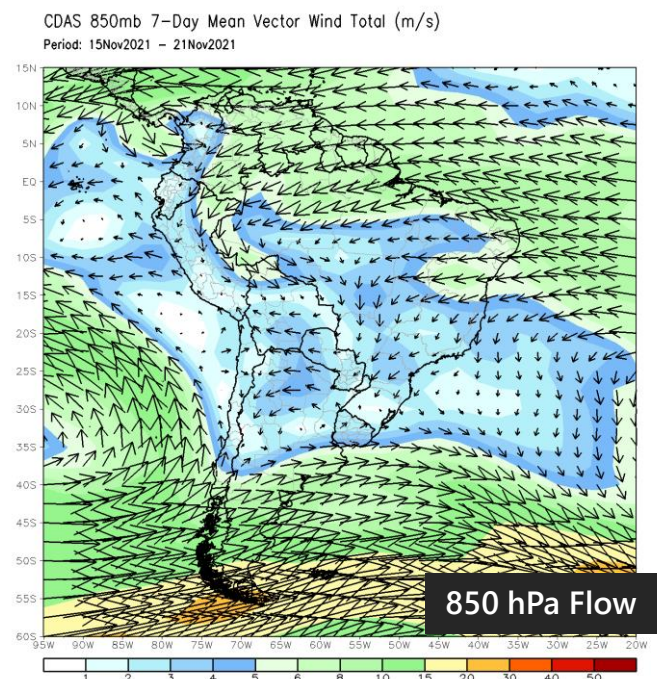 CDAS 850mb 7-Day Mean Vector Wind Total (m/s)
Period: 15Nov2021 - 21Nov2021
15N
10N
5N
EQ
5S
10S
15S
20S
25S
30S
35S
40S
45S
50S
55S
60S
95W 90W 85W 80W 75W 70W 65W 60W 55W 50W 45W 40W 35W 30W 25W 20W
850 hPa Flow
1 2 3 4 5 6 8 10 15 20 30 40 50